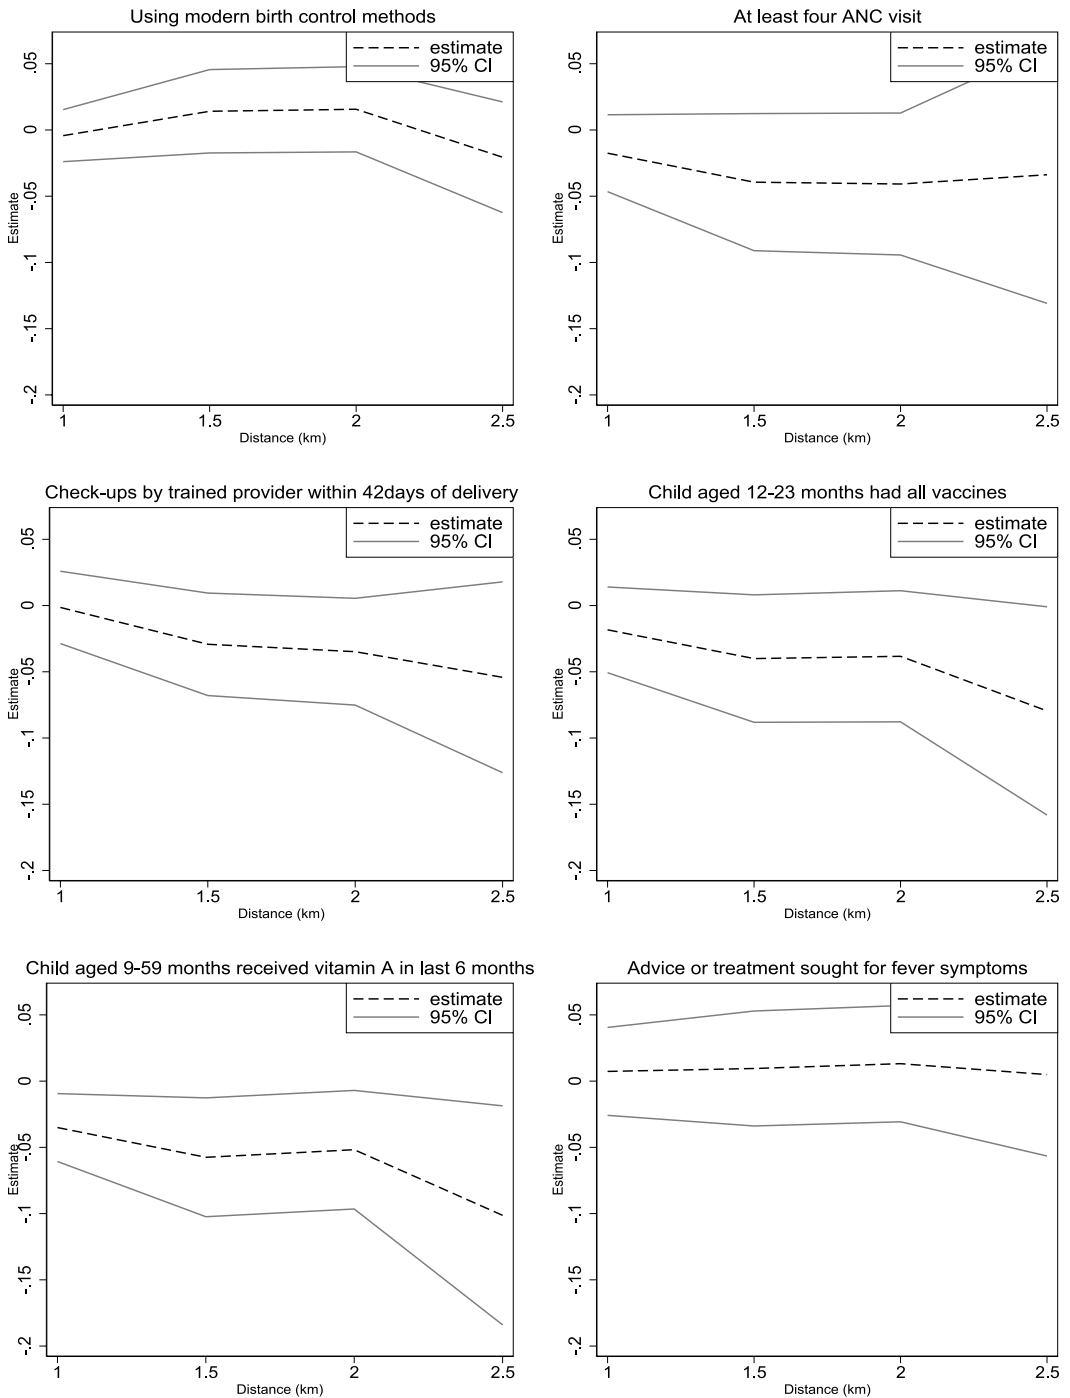 Using modern birth control methods
estimate
95% CI
.05
0
-.05
-.1
-.15
-.2
Estimate
1
1.5
2
2.5
Distance (km)
At least four ANC visit
estimate
95% CI
.05
0
-.05
-.1
-.15
-.2
Estimate
1
1.5
2
2.5
Distance (km)
Check-ups by trained provider within 42days of delivery
estimate
95% CI
.05
0
-.05
-.1
-.15
-.2
Estimate
1
1.5
2
2.5
Distance (km)
Child aged 12-23 months had all vaccines
estimate
95% CI
.05
0
-.05
-.1
-.15
-.2
Estimate
1
1.5
2
2.5
Distance (km)
Child aged 9-59 months received vitamin A in last 6 months
estimate
95% CI
.05
0
-.05
-.1
-.15
-.2
Estimate
1
1.5
2
2.5
Distance (km)
Advice or treatment sought for fever symptoms
estimate
95% CI
.05
0
-.05
-.1
-.15
-.2
Estimate
1
1.5
2
2.5
Distance (km)